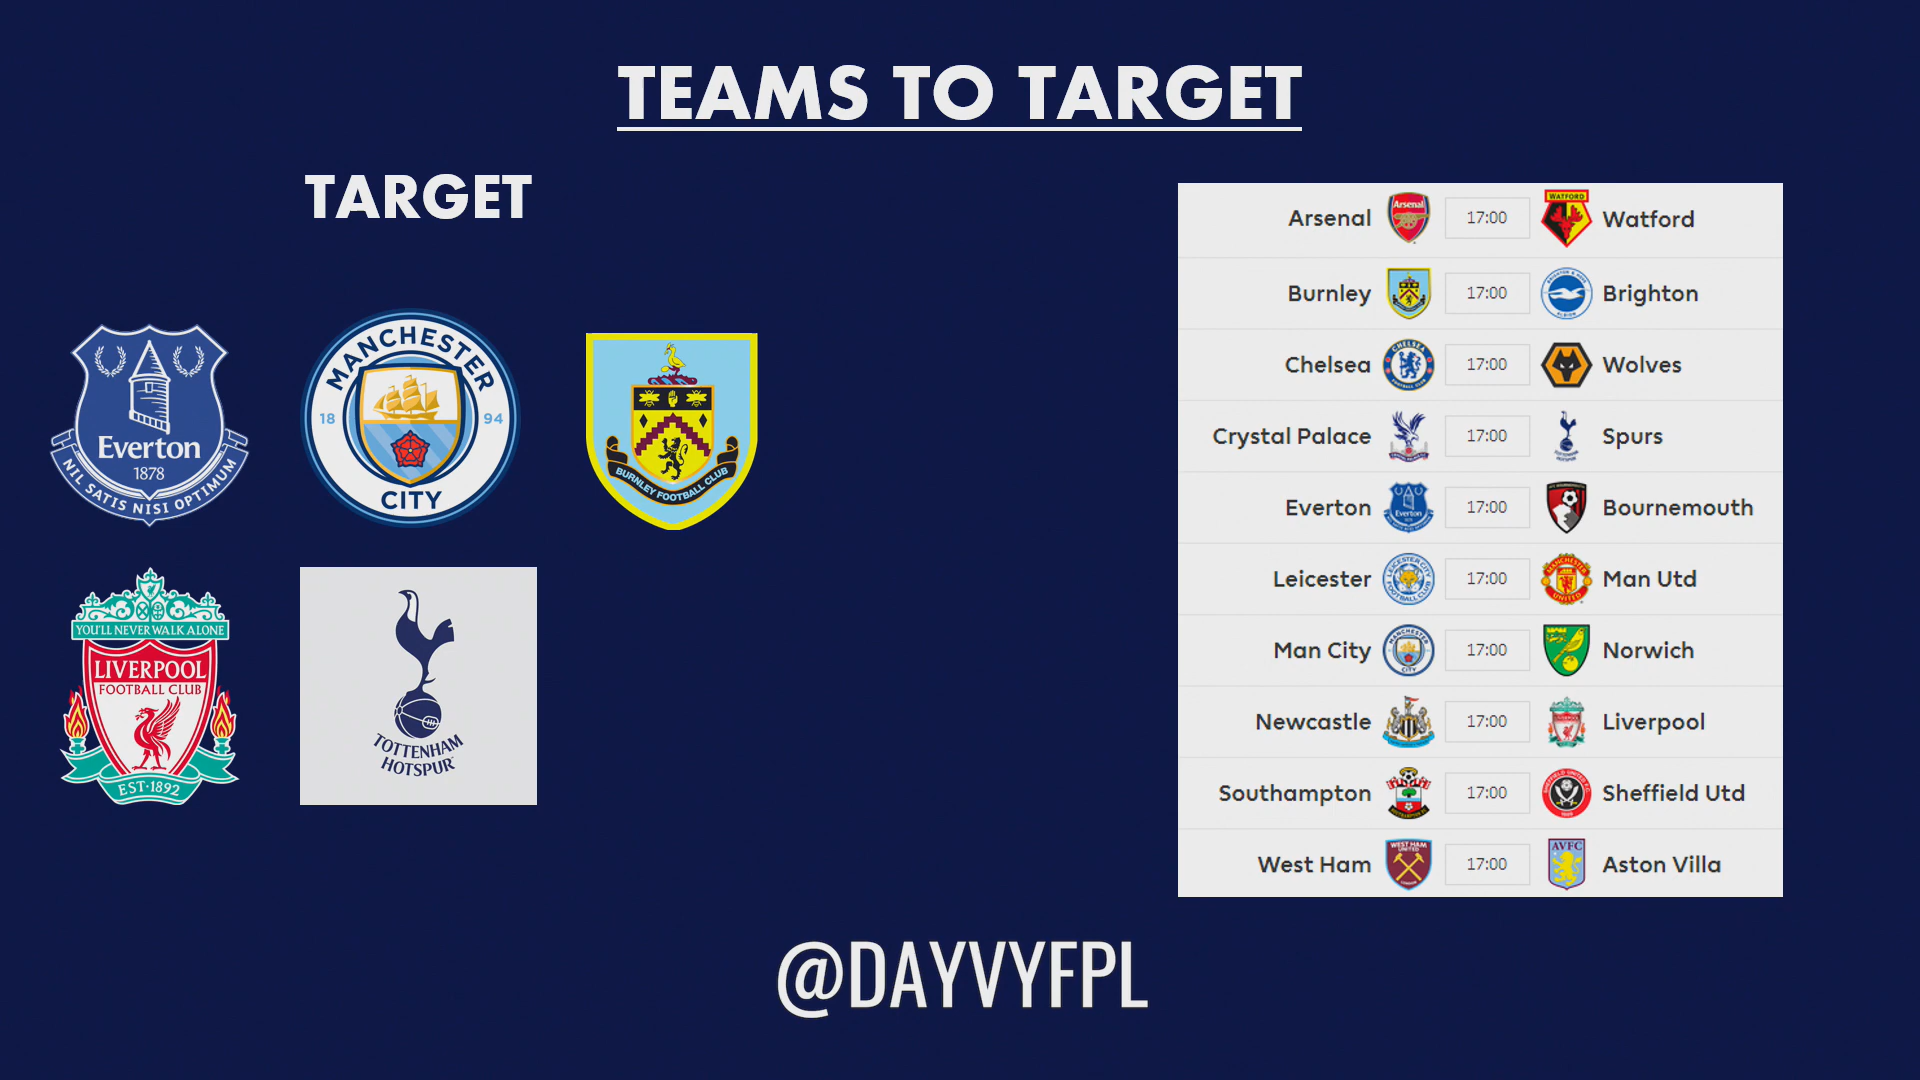 TEAMS TO TARGET
TARGET
Everton
1878
NIL SATIS NISI OPTIMUM
MANCHESTER
18 94
CITY
BURNLEY FOOTBALL CLUB
YOU'LL NEVER WALK ALONE
LIVERPOOL
FOOTBALL CLUB
EST·1892
TOTTENHAM
HOTSPUR
Arsenal 17:00 Watford
Burnley 17:00 Brighton
Chelsea 17:00 Wolves
Crystal Palace 17:00 Spurs
Everton 17:00 Bournemouth
Leicester 17:00 Man Utd
Man City 17:00 Norwich
Newcastle 17:00 Liverpool
Southampton 17:00 Sheffield Utd
West Ham 17:00 Aston Villa
@DAYVYFPL